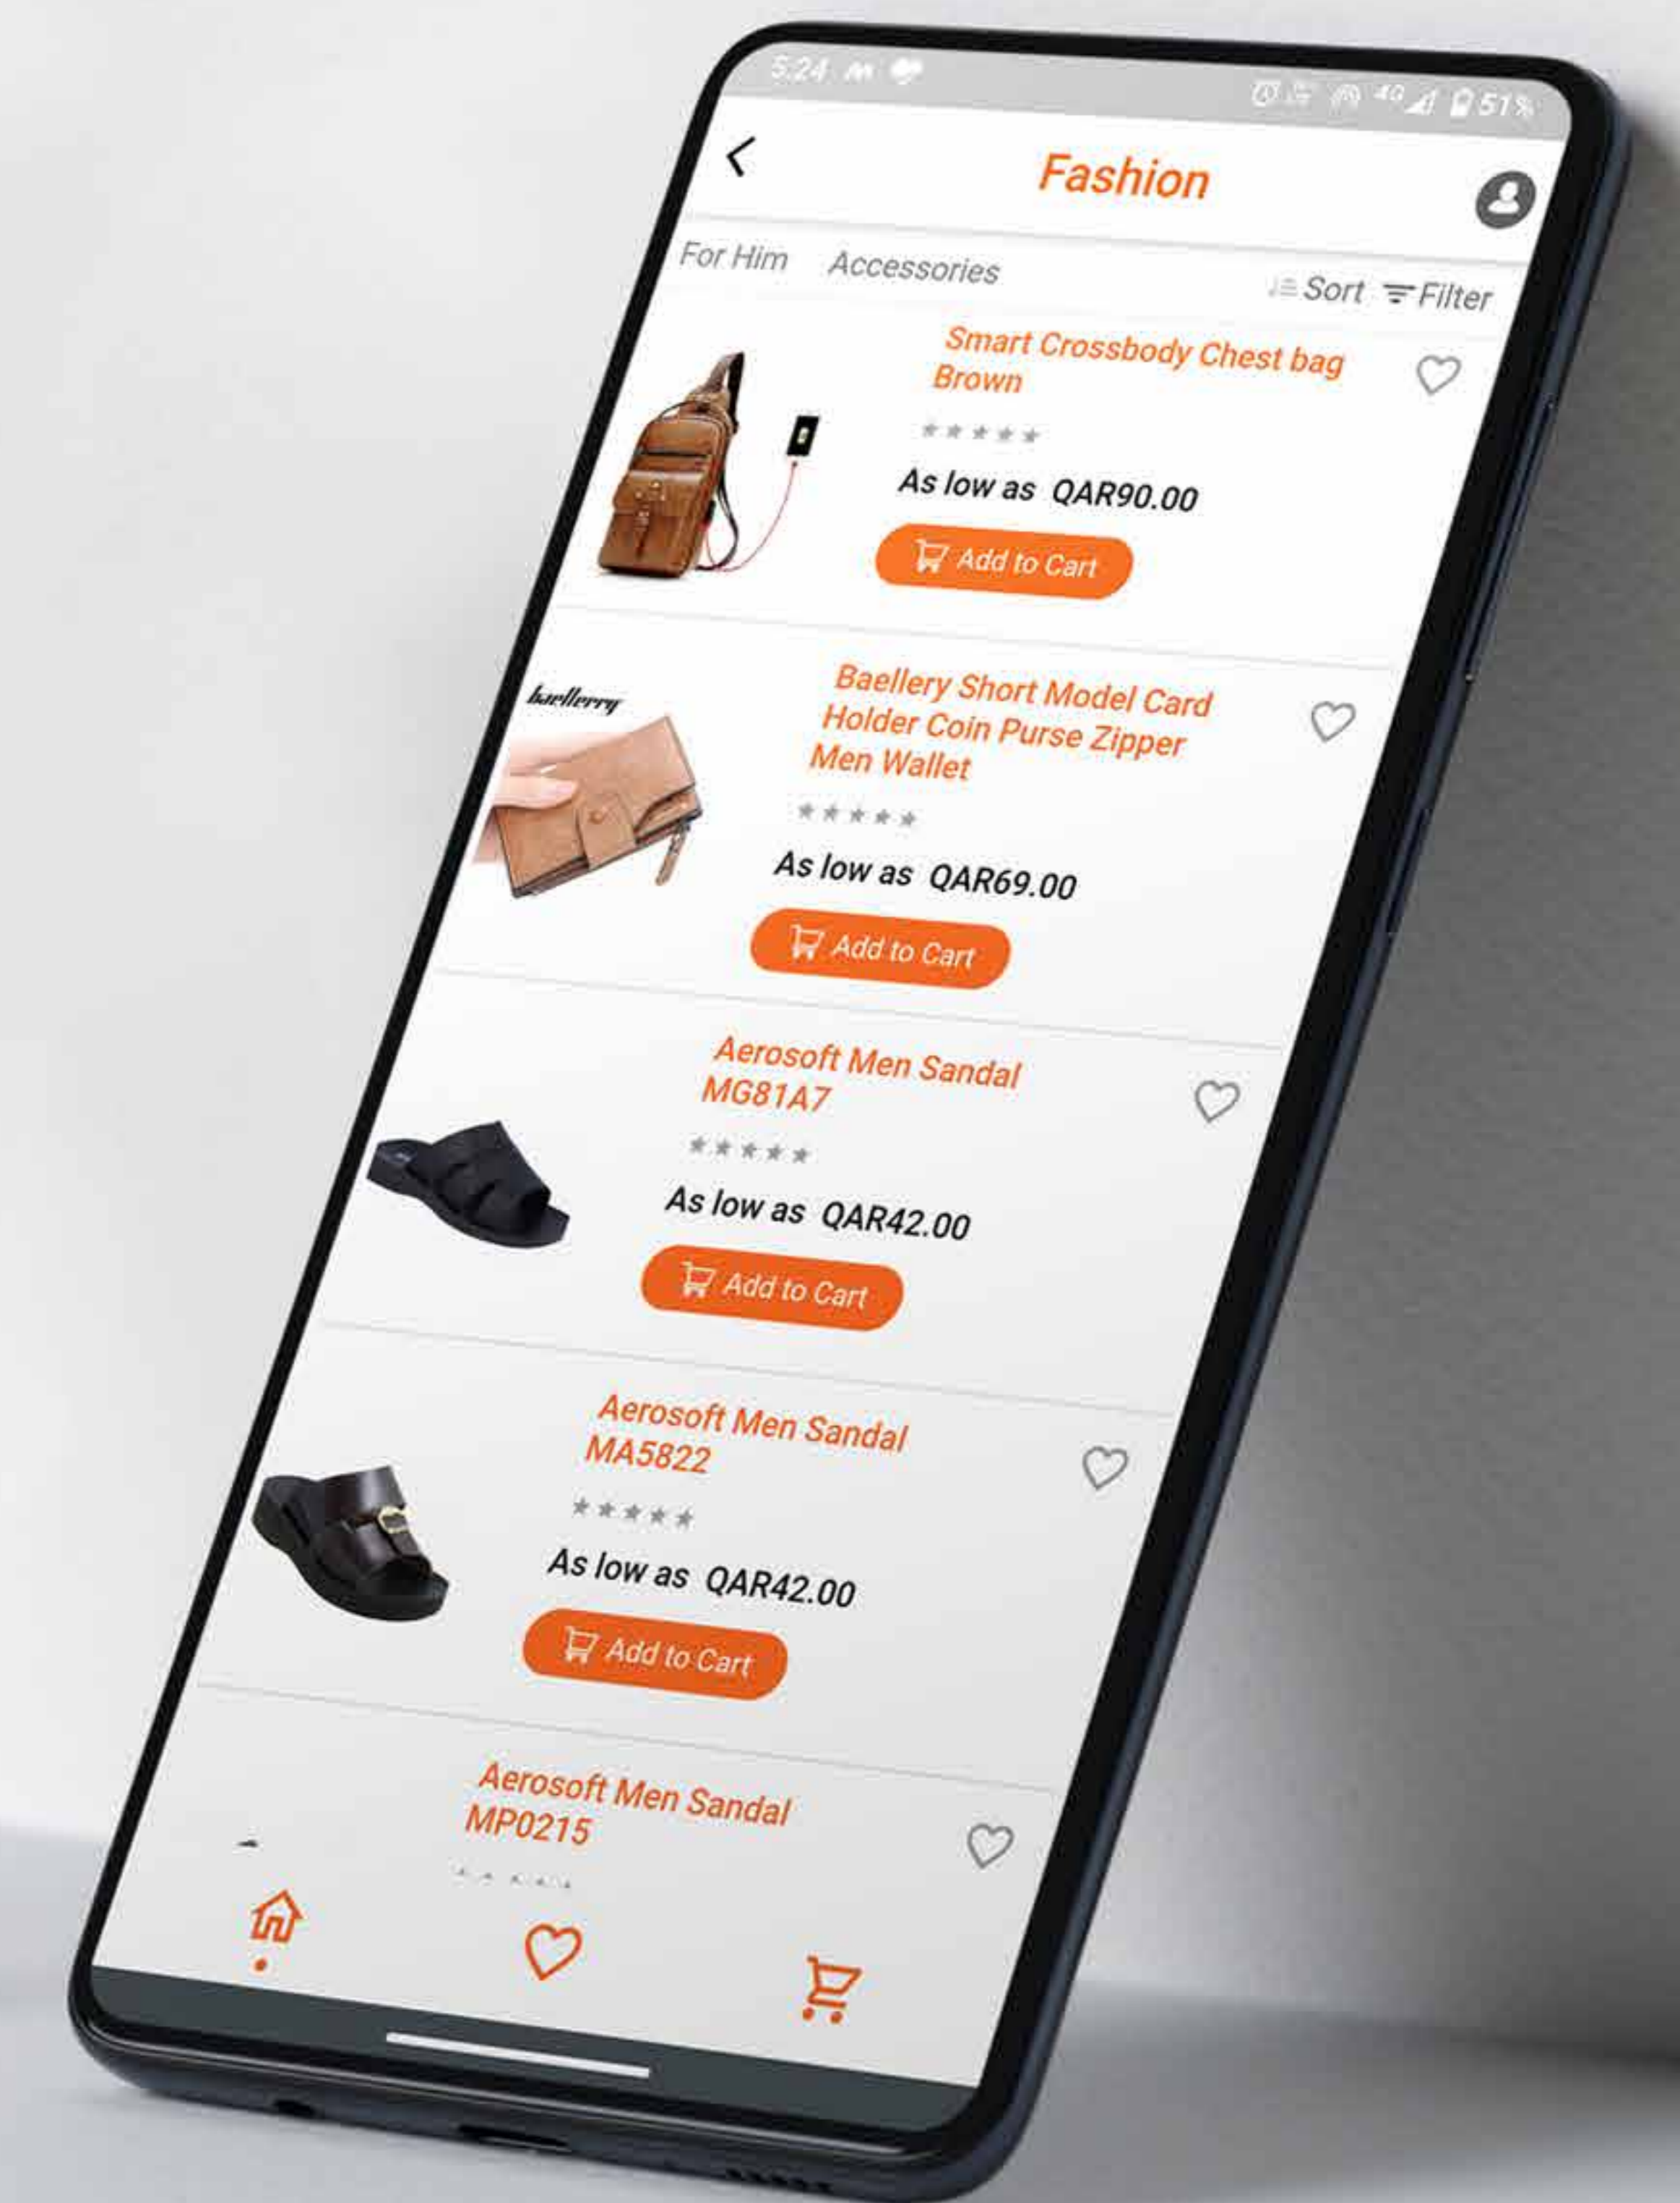 5:24
4G 51%
Fashion
For Him Accessories Sort Filter
Smart Crossbody Chest bag
Brown
As low as QAR90.00
Add to Cart
baellerry
Baellery Short Model Card
Holder Coin Purse Zipper
Men Wallet
As low as QAR69.00
Add to Cart
Aerosoft Men Sandal
MG81A7
As low as QAR42.00
Add to Cart
Aerosoft Men Sandal
MA5822
As low as QAR42.00
Add to Cart
Aerosoft Men Sandal
MP0215